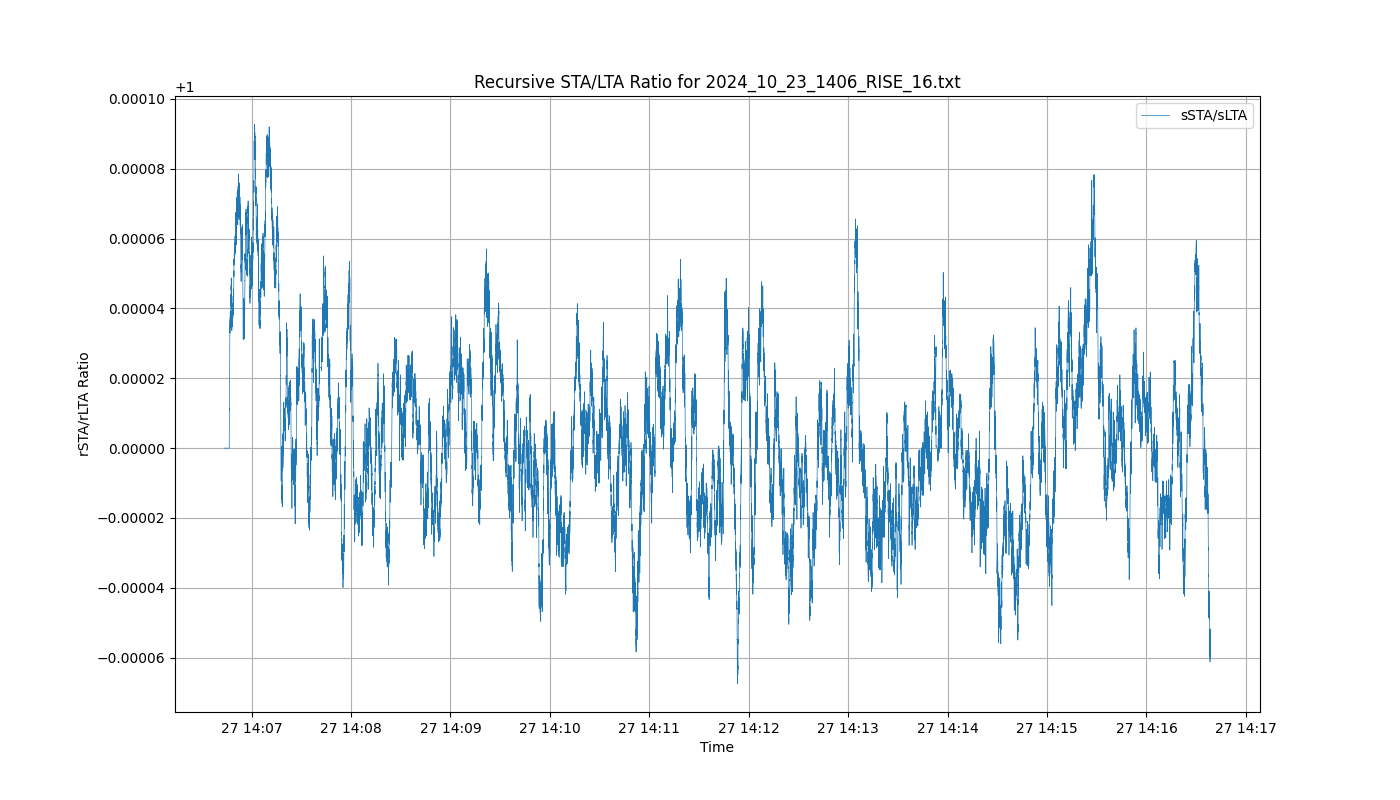 Recursive STA/LTA Ratio for 2024_10_23_1406_RISE_16.txt
+1
sSTA/sLTA
0.00010
0.00008
0.00006
0.00004
0.00002
0.00000
−0.00002
−0.00004
−0.00006
rSTA/rLTA Ratio
27 14:07 27 14:08 27 14:09 27 14:10 27 14:11 27 14:12 27 14:13 27 14:14 27 14:15 27 14:16 27 14:17
Time